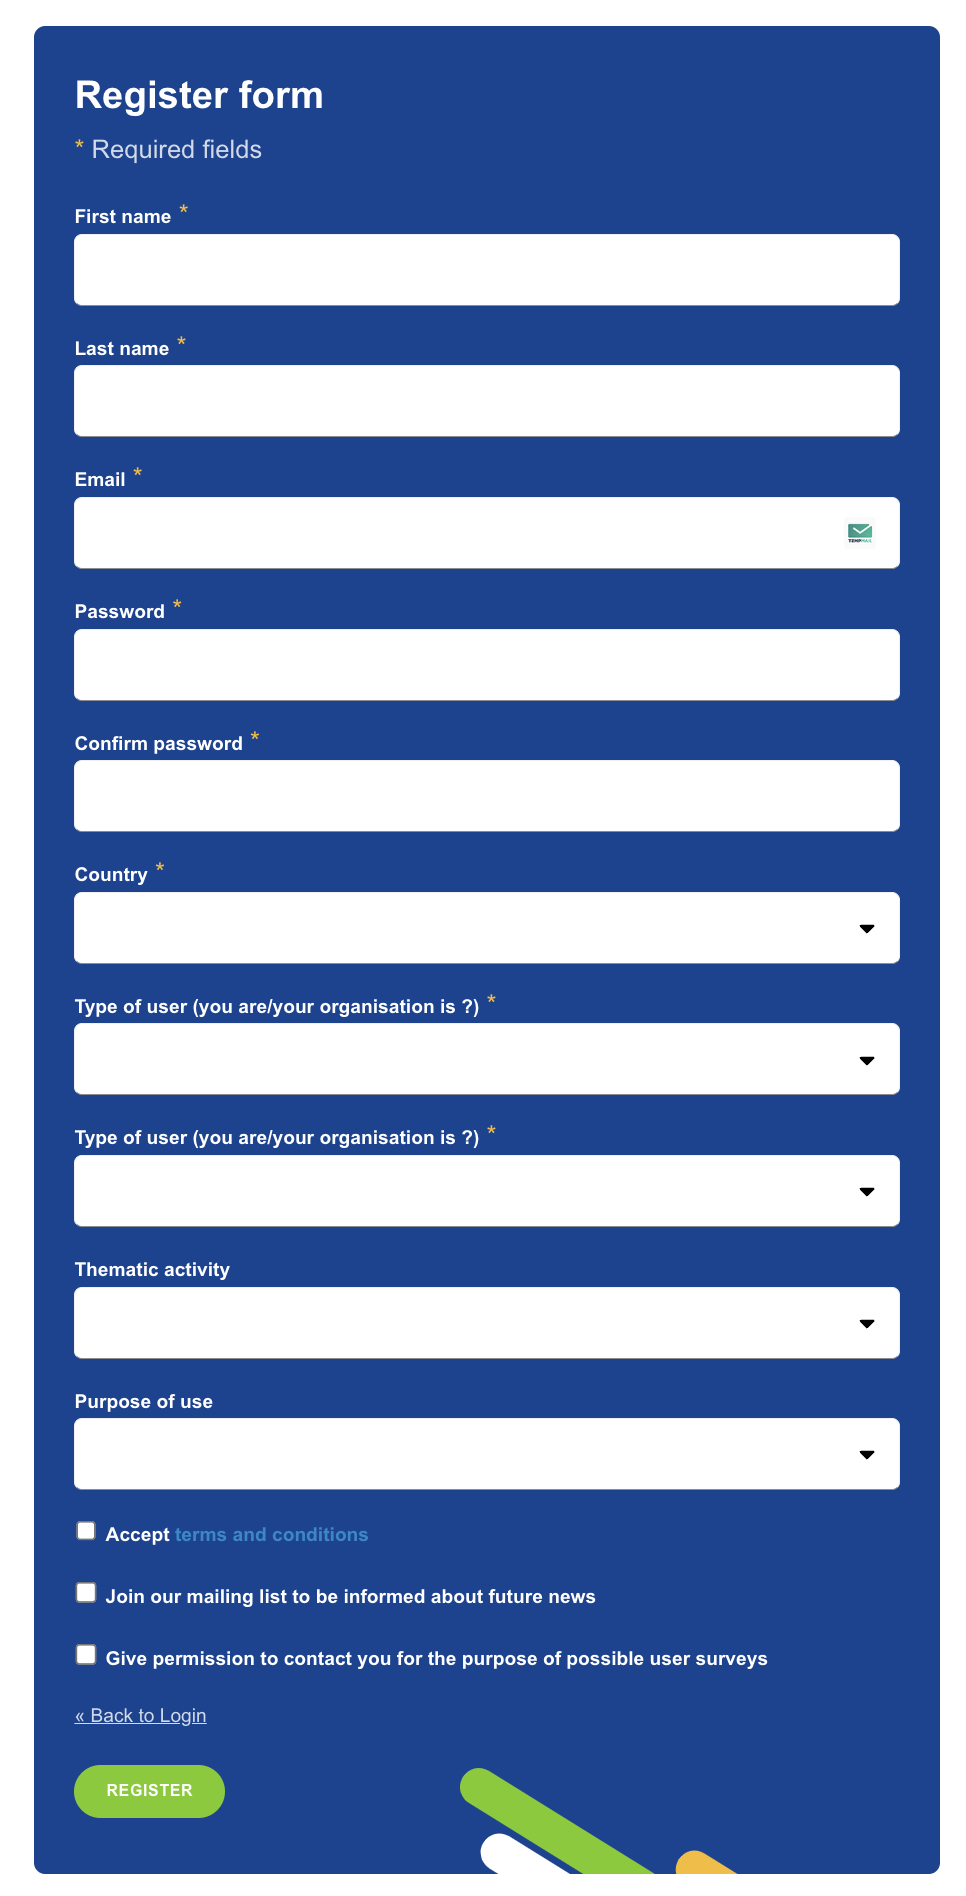 Register form
* Required fields
First name *
Last name *
Email *
TEMPMAIL
Password *
Confirm password *
Country *
Type of user (you are/your organisation is ?) *
Type of user (you are/your organisation is ?) *
Thematic activity
Purpose of use
Accept terms and conditions
Join our mailing list to be informed about future news
Give permission to contact you for the purpose of possible user surveys
« Back to Login
REGISTER